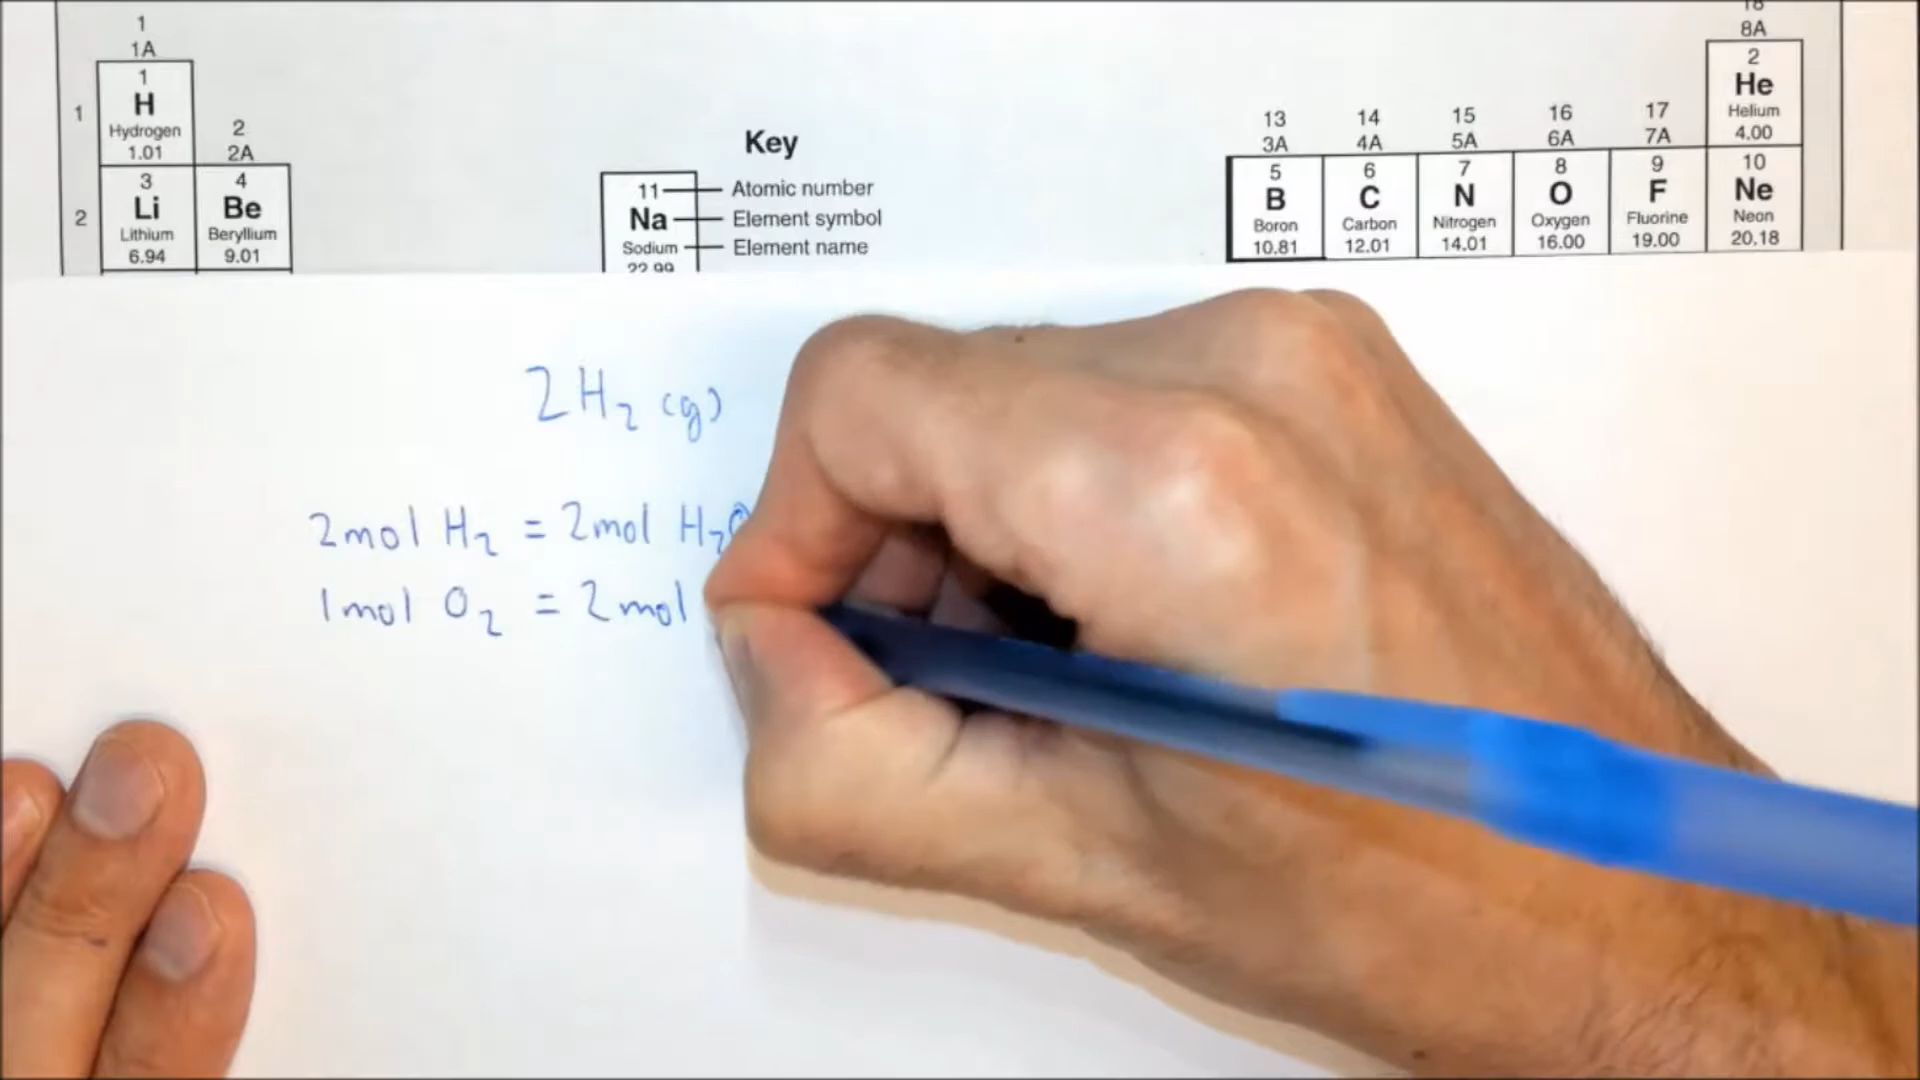 1
1A
18
8A
1
1
H
Hydrogen
1.01
2
He
Helium
4.00
2
2A
Key
13
3A
14
4A
15
5A
16
6A
17
7A
2
3
Li
Lithium
6.94
4
Be
Beryllium
9.01
11
Na
Sodium
22.99
Atomic number
Element symbol
Element name
5
B
Boron
10.81
6
C
Carbon
12.01
7
N
Nitrogen
14.01
8
O
Oxygen
16.00
9
F
Fluorine
19.00
10
Ne
Neon
20.18
2H₂ (g)
2mol H₂ = 2mol H₂O
1mol O₂ = 2mol